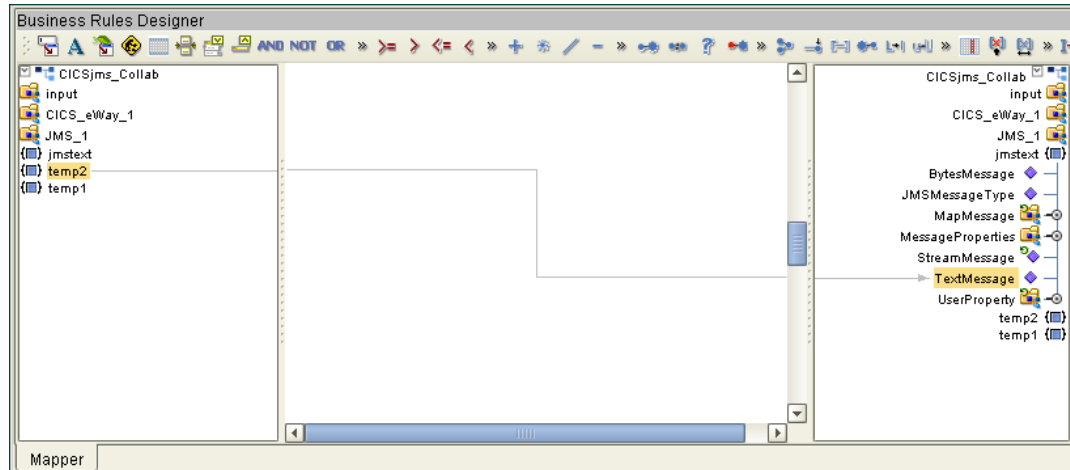 Business Rules Designer
A AND NOT OR » >= > <= < » + * / - » ? » » »
CICSjms_Collab
input
CICS_eWay_1
JMS_1
jmstext
temp2
temp1
CICSjms_Collab
input
CICS_eWay_1
JMS_1
jmstext
BytesMessage
JMSMessageType
MapMessage
MessageProperties
StreamMessage
TextMessage
UserProperty
temp2
temp1
Mapper